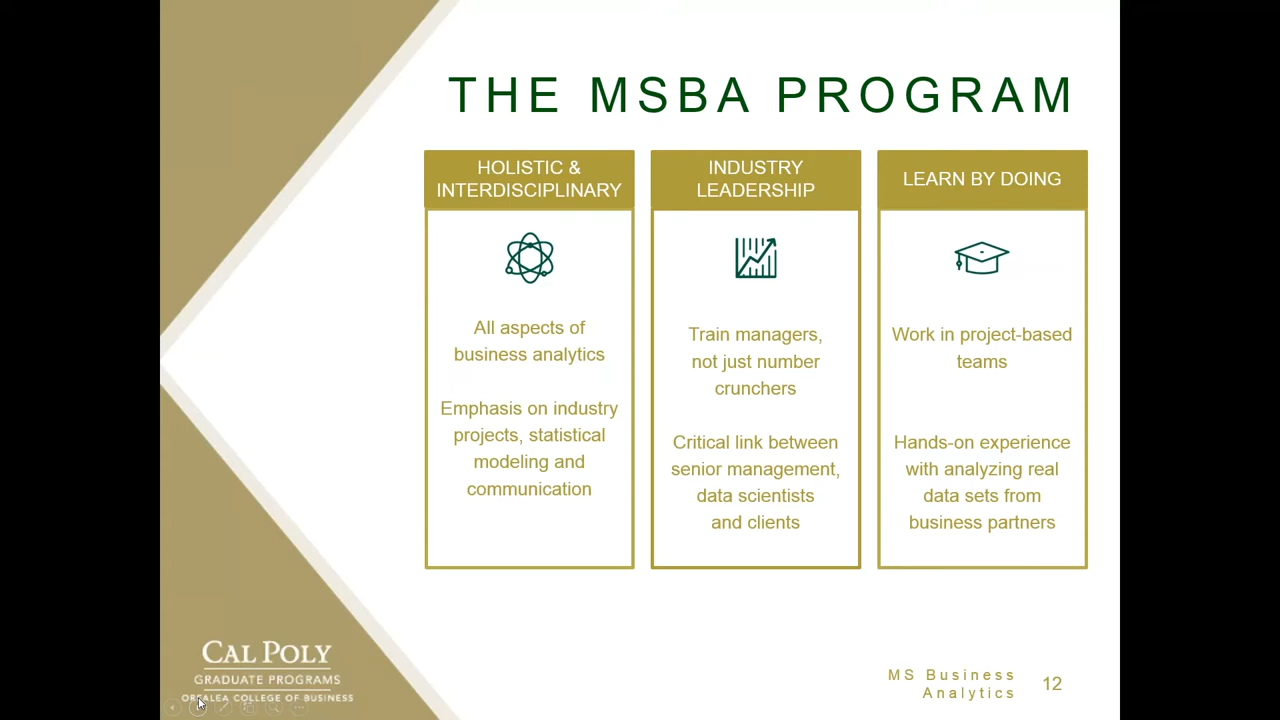 THE MSBA PROGRAM
HOLISTIC &
INTERDISCIPLINARY
All aspects of
business analytics
Emphasis on industry
projects, statistical
modeling and
communication
INDUSTRY
LEADERSHIP
Train managers,
not just number
crunchers
Critical link between
senior management,
data scientists
and clients
LEARN BY DOING
Work in project-based
teams
Hands-on experience
with analyzing real
data sets from
business partners
CAL POLY
GRADUATE PROGRAMS
ORFALEA COLLEGE OF BUSINESS
MS Business
Analytics
12